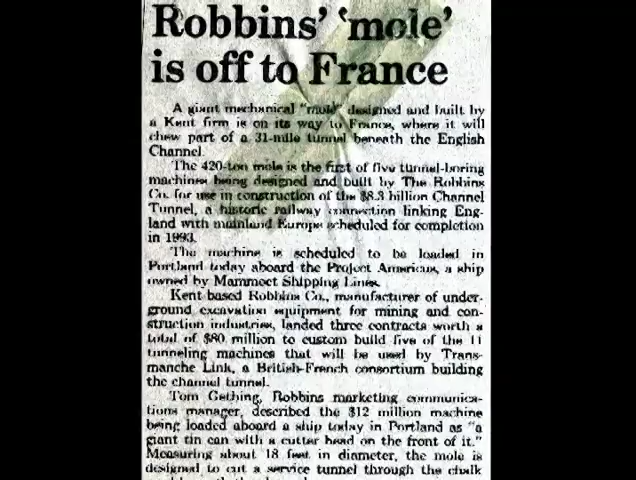 Robbins' 'mole'
is off to France
A giant mechanical "mole" designed and built by
a Kent firm is on its way to France, where it will
chew part of a 31-mile tunnel beneath the English
Channel.
The 420-ton mole is the first of five tunnel-boring
machines being designed and built by The Robbins
Co. for use in construction of the $8.3 billion Channel
Tunnel, a historic railway connection linking Eng-
land with mainland Europe scheduled for completion
in 1993.
The machine is scheduled to be loaded in
Portland today aboard the Project Americas, a ship
owned by Mammoet Shipping Lines.
Kent-based Robbins Co., manufacturer of under-
ground excavation equipment for mining and con-
struction industries, landed three contracts worth a
total of $80 million to custom build five of the 11
tunneling machines that will be used by Trans-
manche Link, a British-French consortium building
the channel tunnel.
Tom Gething, Robbins marketing communica-
tions manager, described the $12 million machine
being loaded aboard a ship today in Portland as "a
giant tin can with a cutter head on the front of it."
Measuring about 18 feet in diameter, the mole is
designed to cut a service tunnel through the chalk